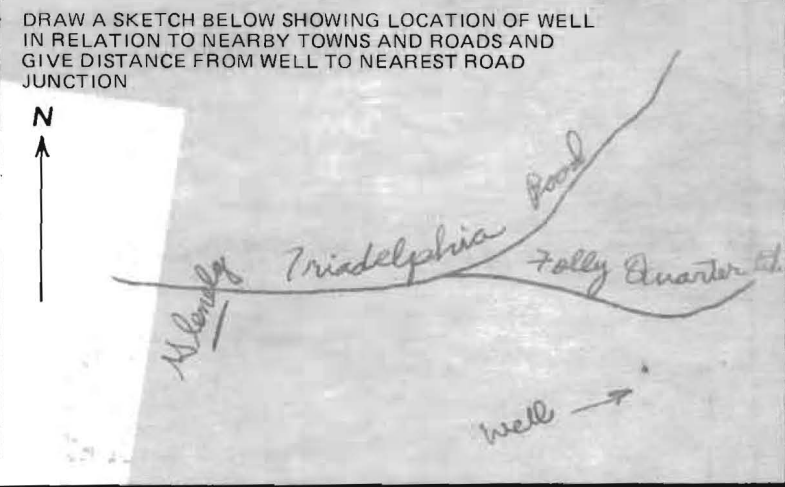 DRAW A SKETCH BELOW SHOWING LOCATION OF WELL
IN RELATION TO NEARBY TOWNS AND ROADS AND
GIVE DISTANCE FROM WELL TO NEAREST ROAD
JUNCTION
N
Triadelphia Road
Folly Quarter Rd.
Well